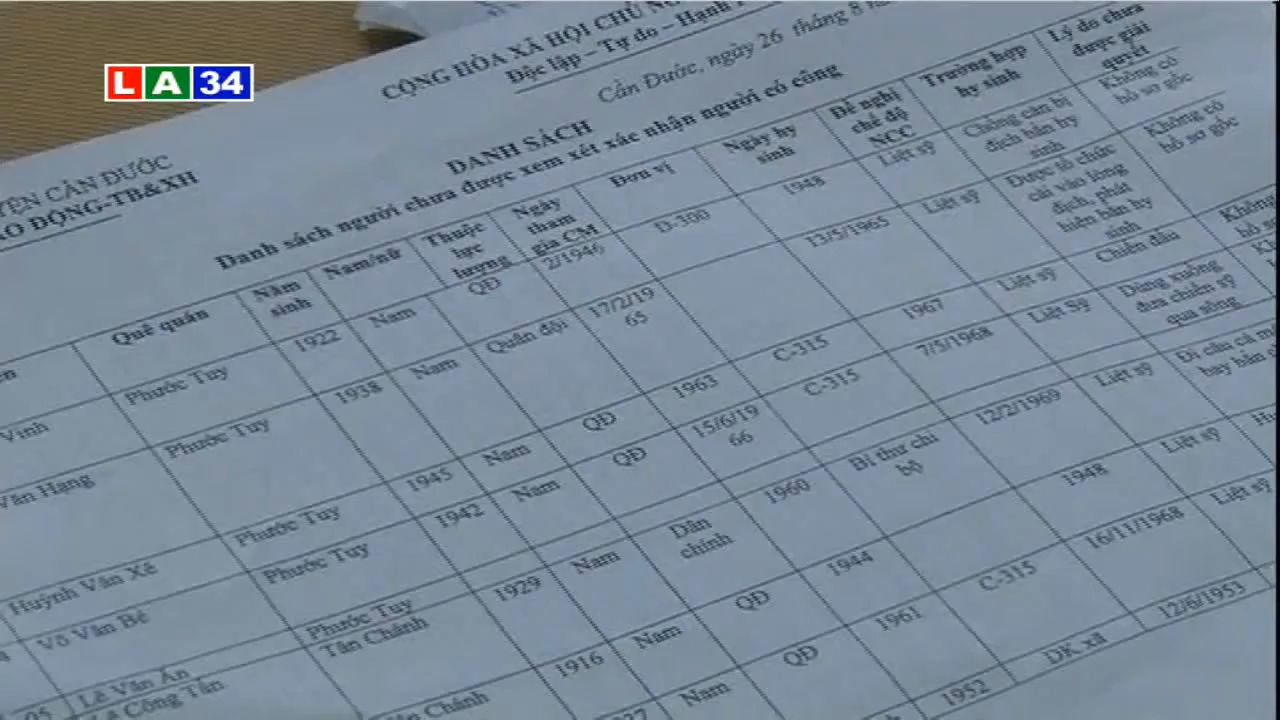 LA34
CỘNG HÒA XÃ HỘI CHỦ
Độc lập – Tự do – Hạnh
Cần Đước, ngày 26 tháng 8
CẦN ĐƯỚC
ĐỘNG-TB&XH
DANH SÁCH
Danh sách người chưa được xem xét xác nhận người có công
Quê quán
Năm sinh
Nam/nữ
Thuộc lực lượng
Ngày tham gia CM
Đơn vị
Ngày hy sinh
Đề nghị chế độ NCC
Trường hợp hy sinh
Lý do chưa được giải quyết
Vinh Phước Tuy 1922 Nam QĐ 2/1946 D-300 1948 Liệt sỹ Chống càn bị địch bắn hy sinh Không có hồ sơ gốc
Văn Hạng Phước Tuy 1938 Nam Quân đội 17/2/1965 13/5/1965 Liệt sỹ Được tổ chức cài vào lòng địch, phát hiện bắn hy sinh Không có hồ sơ gốc
Huỳnh Văn Xê Phước Tuy 1945 Nam QĐ 1963 C-315 1967 Liệt sỹ Chiến đấu Không
Võ Văn Bé Phước Tuy 1942 Nam QĐ 15/6/1966 C-315 7/5/1968 Liệt Sỹ Dùng xuồng đưa chiến sỹ qua sông
Lê Văn Ẩn Phước Tuy 1929 Nam Dân chính 1960 Bí thư chi bộ 12/2/1969 Liệt sỹ
05 Lê Công Tấn Tân Chánh 1916 Nam QĐ 1944 1948 Liệt sỹ
Chánh Nam QĐ 1961 C-315 16/11/1968 Liệt sỹ
1952 DK xã 12/6/1953